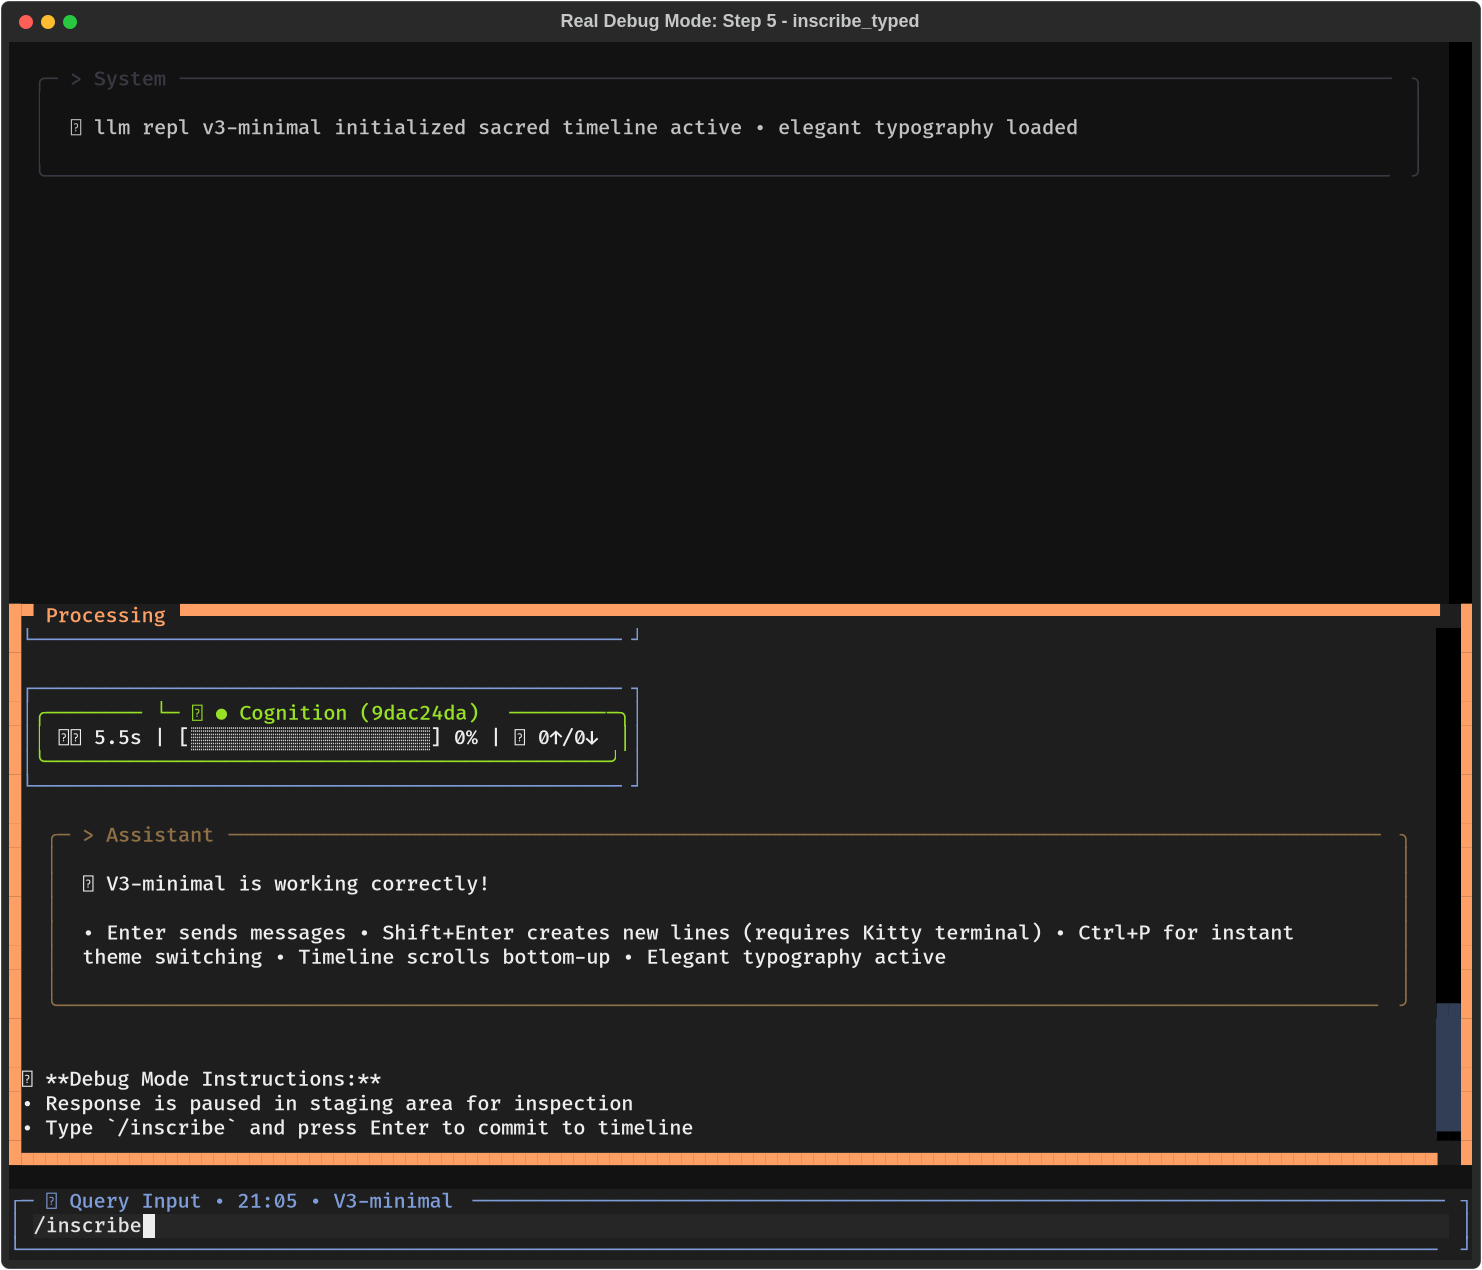 Real Debug Mode: Step 5 - inscribe_typed
> System
llm repl v3-minimal initialized sacred timeline active • elegant typography loaded
Processing
● Cognition (9dac24da)
5.5s | [░░░░░░░░░░░░░░░░░░░░] 0% | 0↑/0↓
> Assistant
V3-minimal is working correctly!
• Enter sends messages • Shift+Enter creates new lines (requires Kitty terminal) • Ctrl+P for instant
theme switching • Timeline scrolls bottom-up • Elegant typography active
**Debug Mode Instructions:**
• Response is paused in staging area for inspection
• Type `/inscribe` and press Enter to commit to timeline
Query Input • 21:05 • V3-minimal
/inscribe